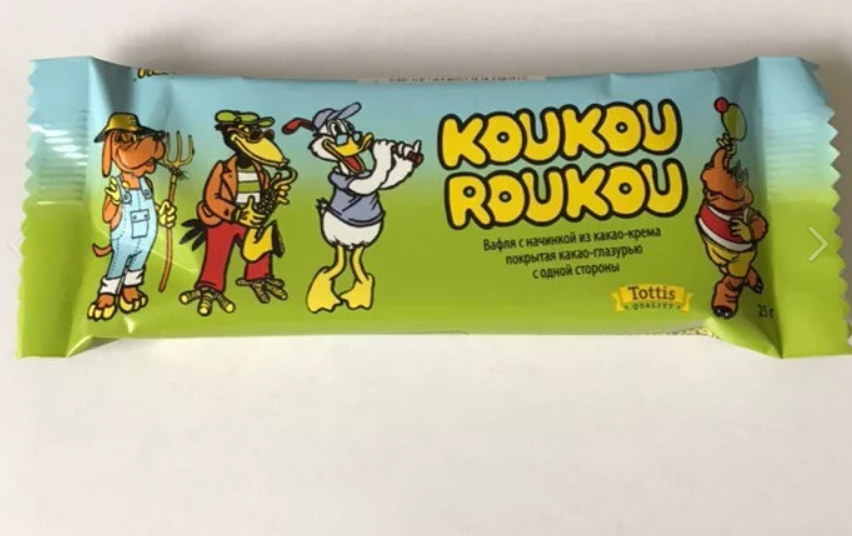 KOUKOU
ROUKOU
Вафля с начинкой из какао-крема
покрытая какао-глазурью
с одной стороны
Tottis
QUALITY
25 г